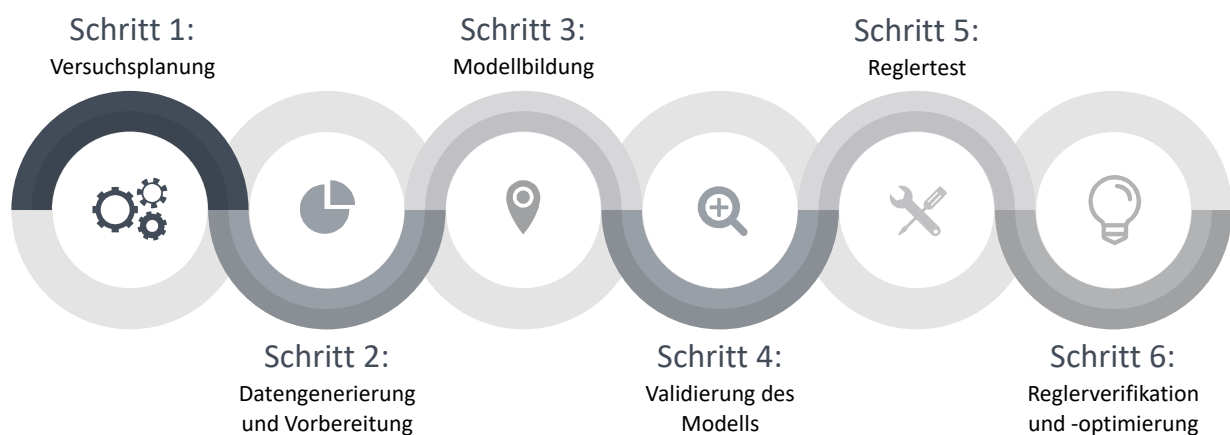 Schritt 1:
Versuchsplanung
Schritt 2:
Datengenerierung
und Vorbereitung
Schritt 3:
Modellbildung
Schritt 4:
Validierung des
Modells
Schritt 5:
Reglertest
Schritt 6:
Reglerverifikation
und -optimierung